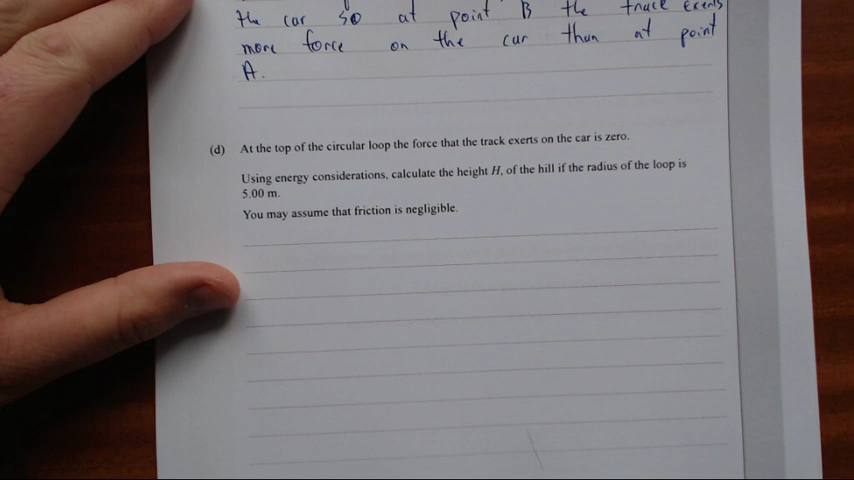 the car so at point B the track exerts
more force on the car than at point
A.
(d) At the top of the circular loop the force that the track exerts on the car is zero.
Using energy considerations, calculate the height H, of the hill if the radius of the loop is
5.00 m.
You may assume that friction is negligible.